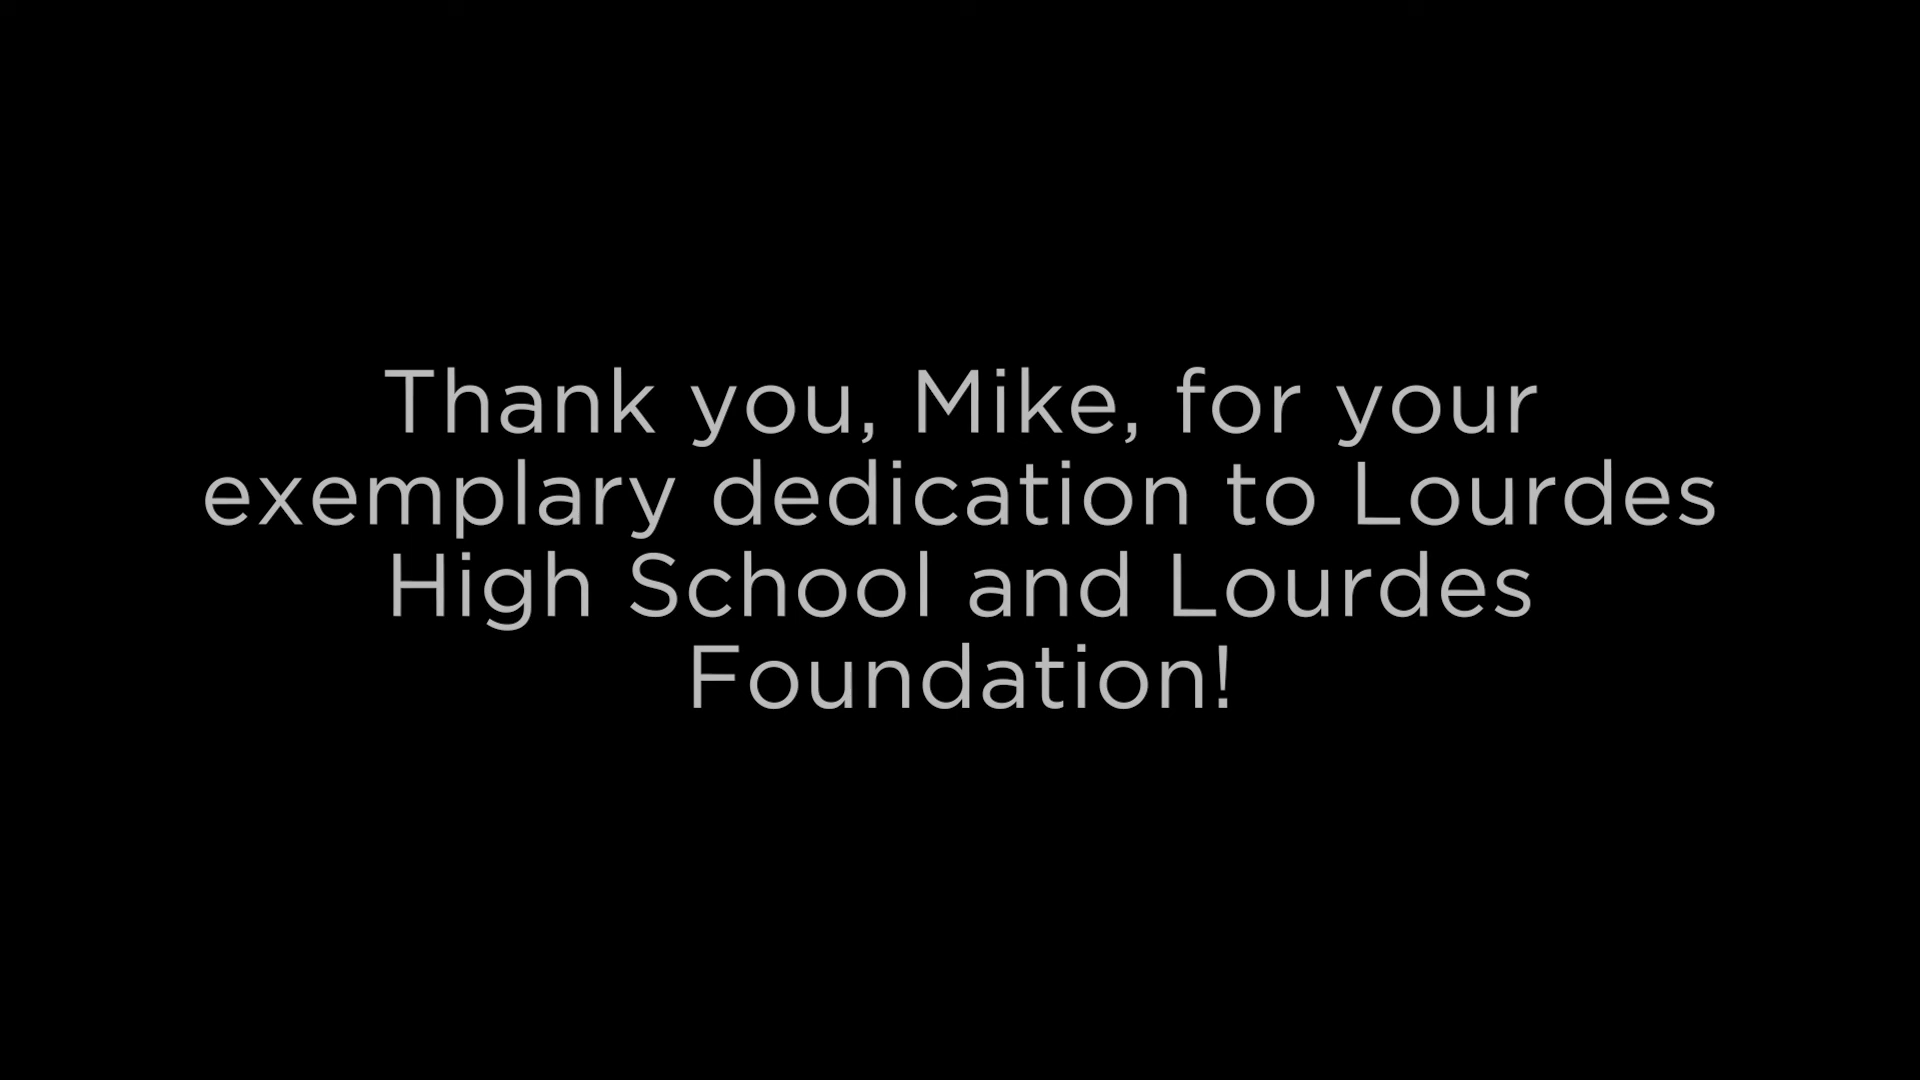 Thank you, Mike, for your
exemplary dedication to Lourdes
High School and Lourdes
Foundation!